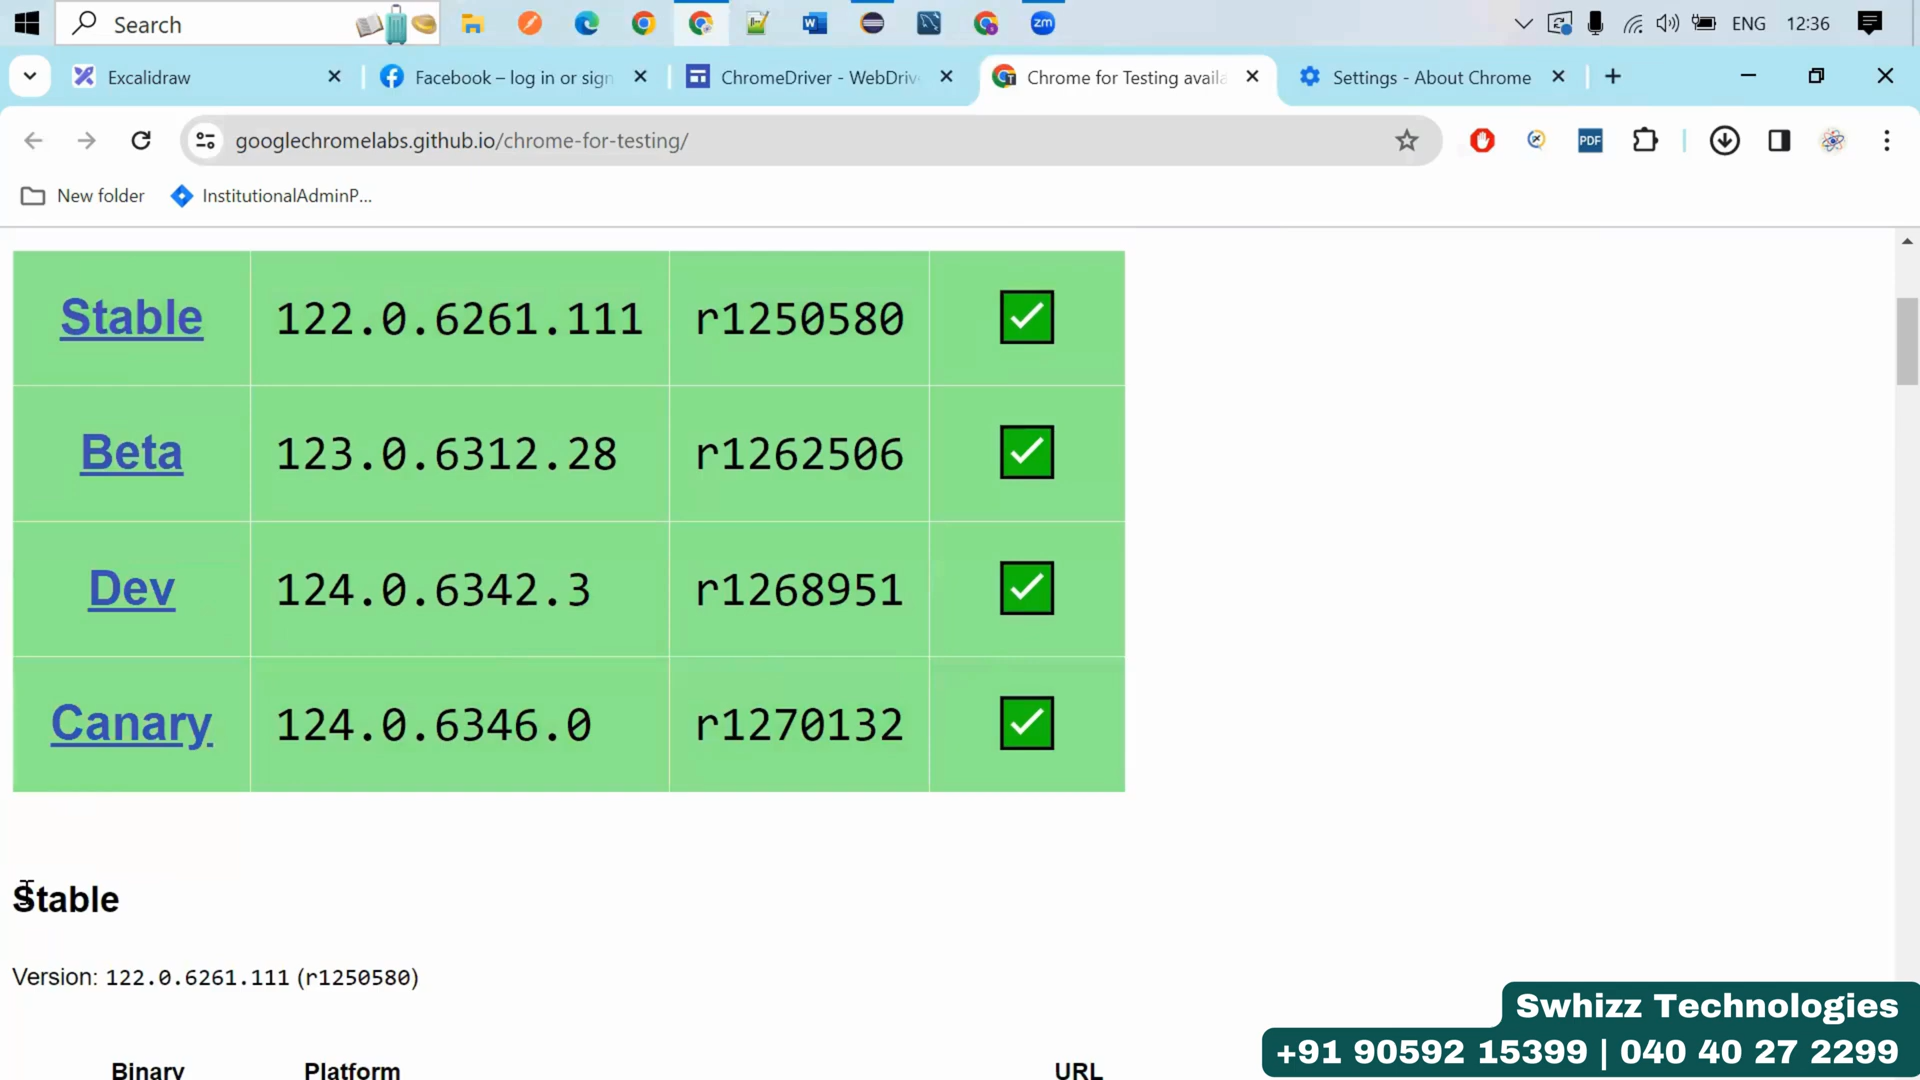 Search
ENG
12:36
Excalidraw
Facebook – log in or sign
ChromeDriver - WebDrive
Chrome for Testing availa
Settings - About Chrome
googlechromelabs.github.io/chrome-for-testing/
PDF
New folder
InstitutionalAdminP...
Stable 122.0.6261.111 r1250580
Beta 123.0.6312.28 r1262506
Dev 124.0.6342.3 r1268951
Canary 124.0.6346.0 r1270132
Stable
Version: 122.0.6261.111 (r1250580)
Binary Platform URL
Swhizz Technologies
+91 90592 15399 | 040 40 27 2299